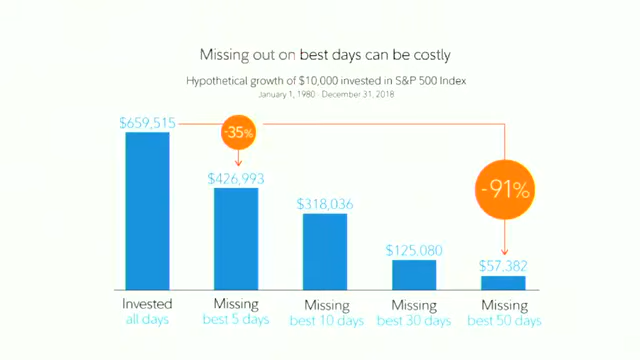 Missing out on best days can be costly
Hypothetical growth of $10,000 invested in S&P 500 Index
January 1, 1980 - December 31, 2018
$659,515
-35%
$426,993
$318,036
-91%
$125,080
$57,382
Invested
all days
Missing
best 5 days
Missing
best 10 days
Missing
best 30 days
Missing
best 50 days